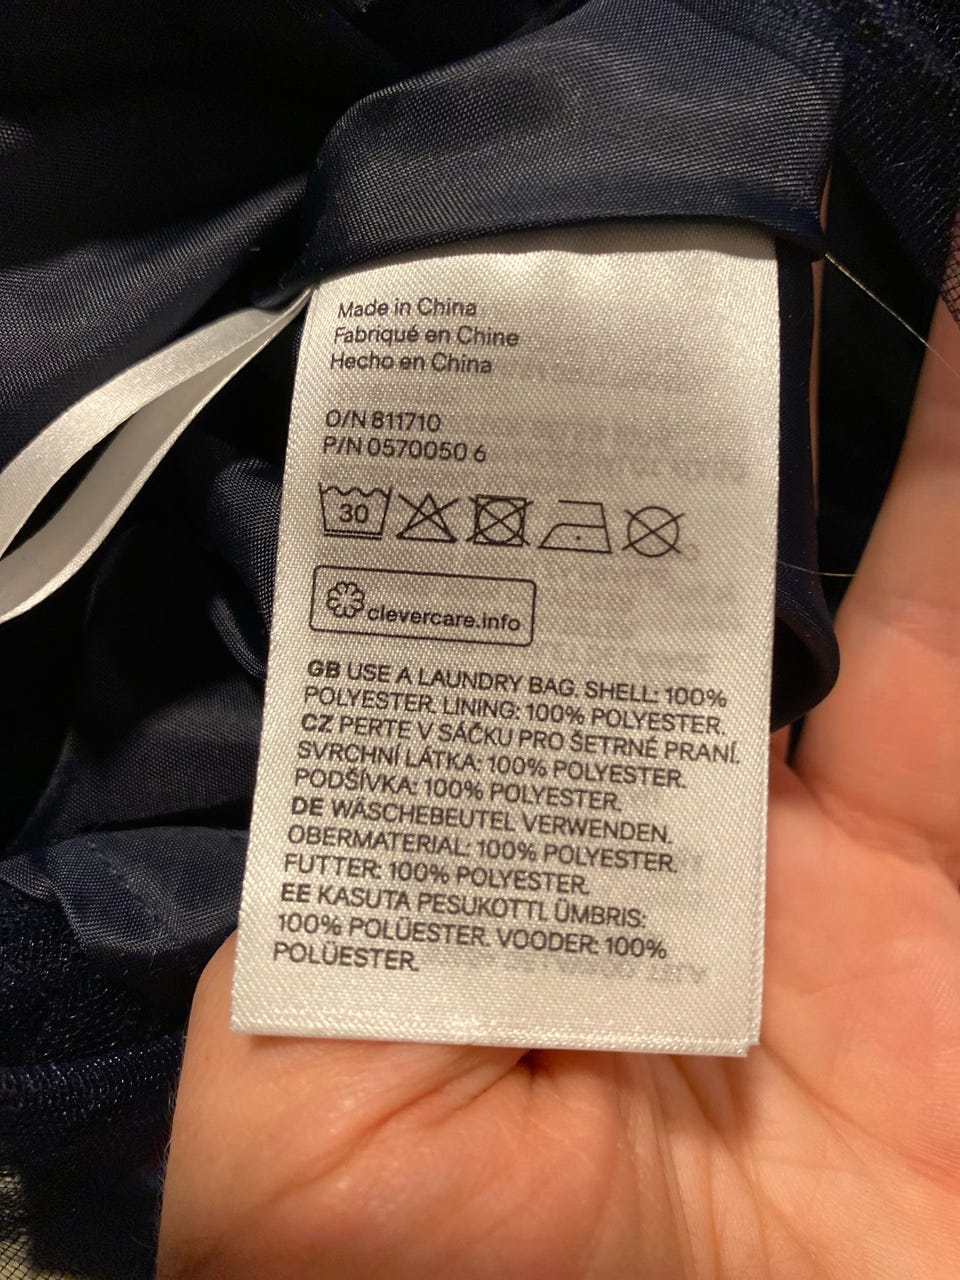 Made in China
Fabriqué en Chine
Hecho en China
O/N 811710
P/N 0570050 6
30
clevercare.info
GB USE A LAUNDRY BAG. SHELL: 100%
POLYESTER. LINING: 100% POLYESTER.
CZ PERTE V SÁČKU PRO ŠETRNÉ PRANÍ.
SVRCHNÍ LÁTKA: 100% POLYESTER.
PODŠÍVKA: 100% POLYESTER.
DE WÄSCHEBEUTEL VERWENDEN.
OBERMATERIAL: 100% POLYESTER.
FUTTER: 100% POLYESTER.
EE KASUTA PESUKOTTI. ÜMBRIS:
100% POLÜESTER. VOODER: 100%
POLÜESTER.